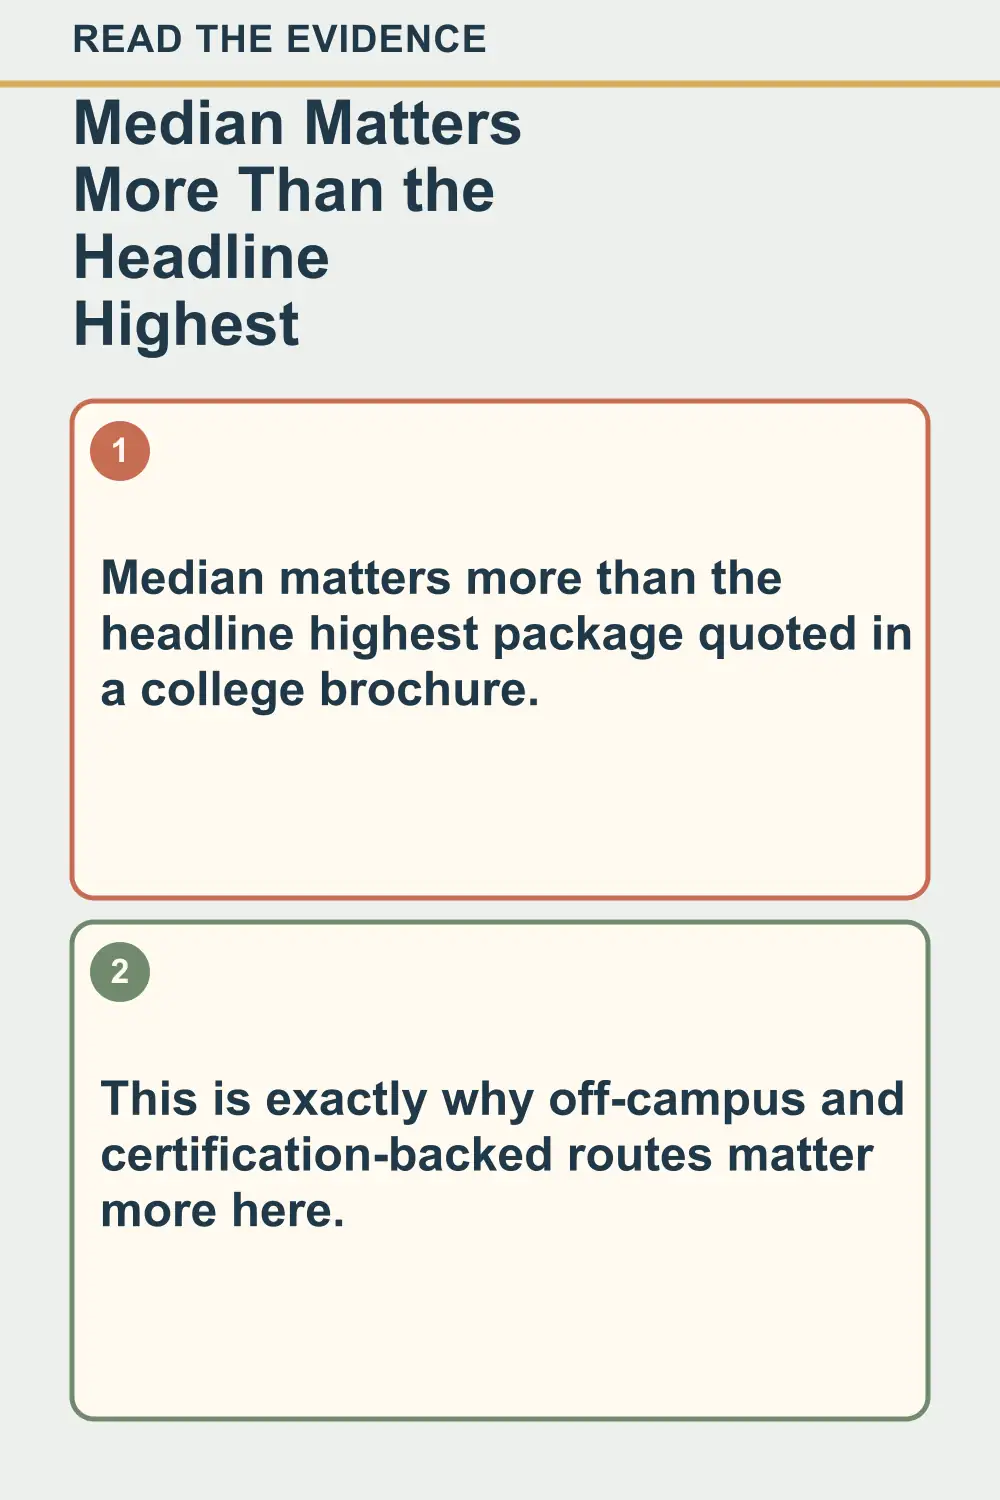 READ THE EVIDENCE
Median Matters
More Than the
Headline
Highest
1
Median matters more than the
headline highest package quoted in
a college brochure.
2
This is exactly why off-campus and
certification-backed routes matter
more here.